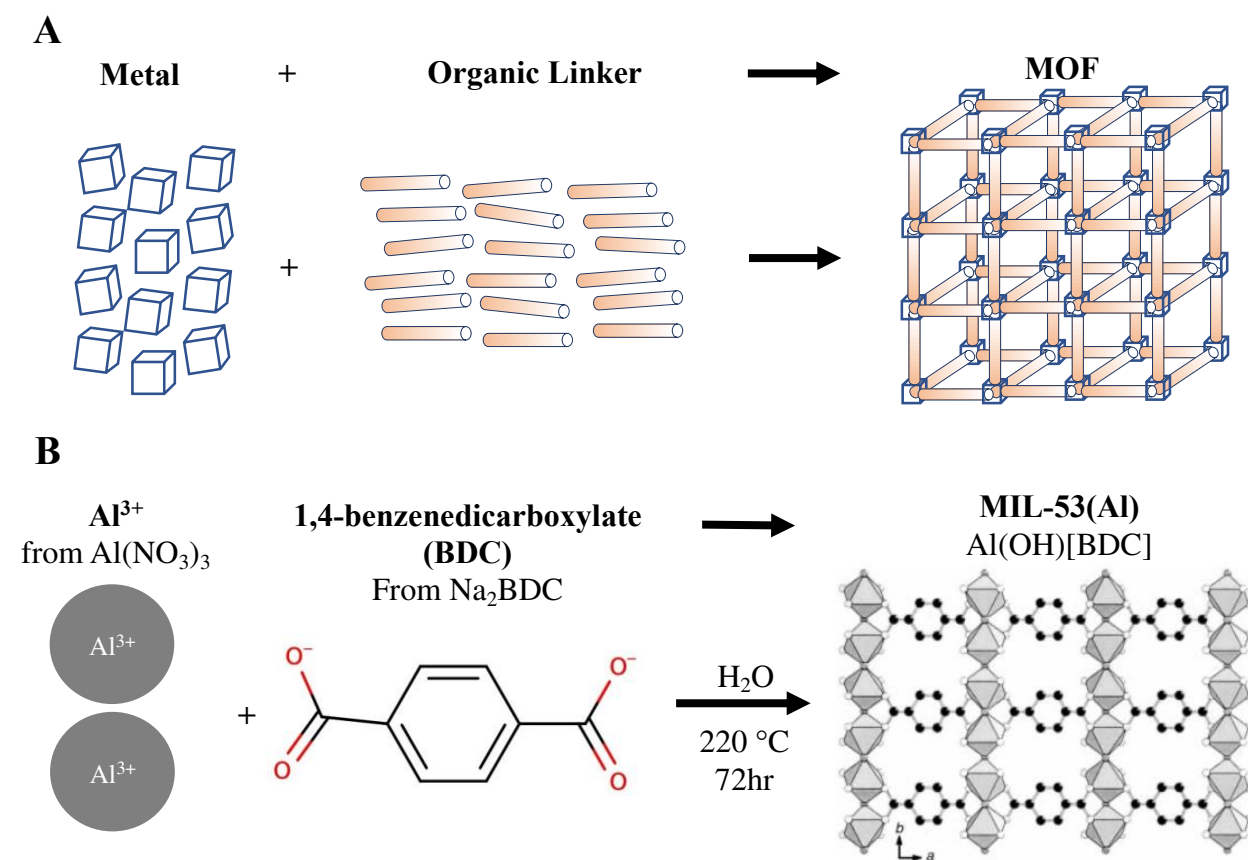 A
Metal + Organic Linker MOF
+
B
Al³⁺
from Al(NO₃)₃
1,4-benzenedicarboxylate
(BDC)
From Na₂BDC
MIL-53(Al)
Al(OH)[BDC]
Al³⁺
Al³⁺
+
O⁻
O
O⁻
O
H₂O
220 °C
72hr
b
a